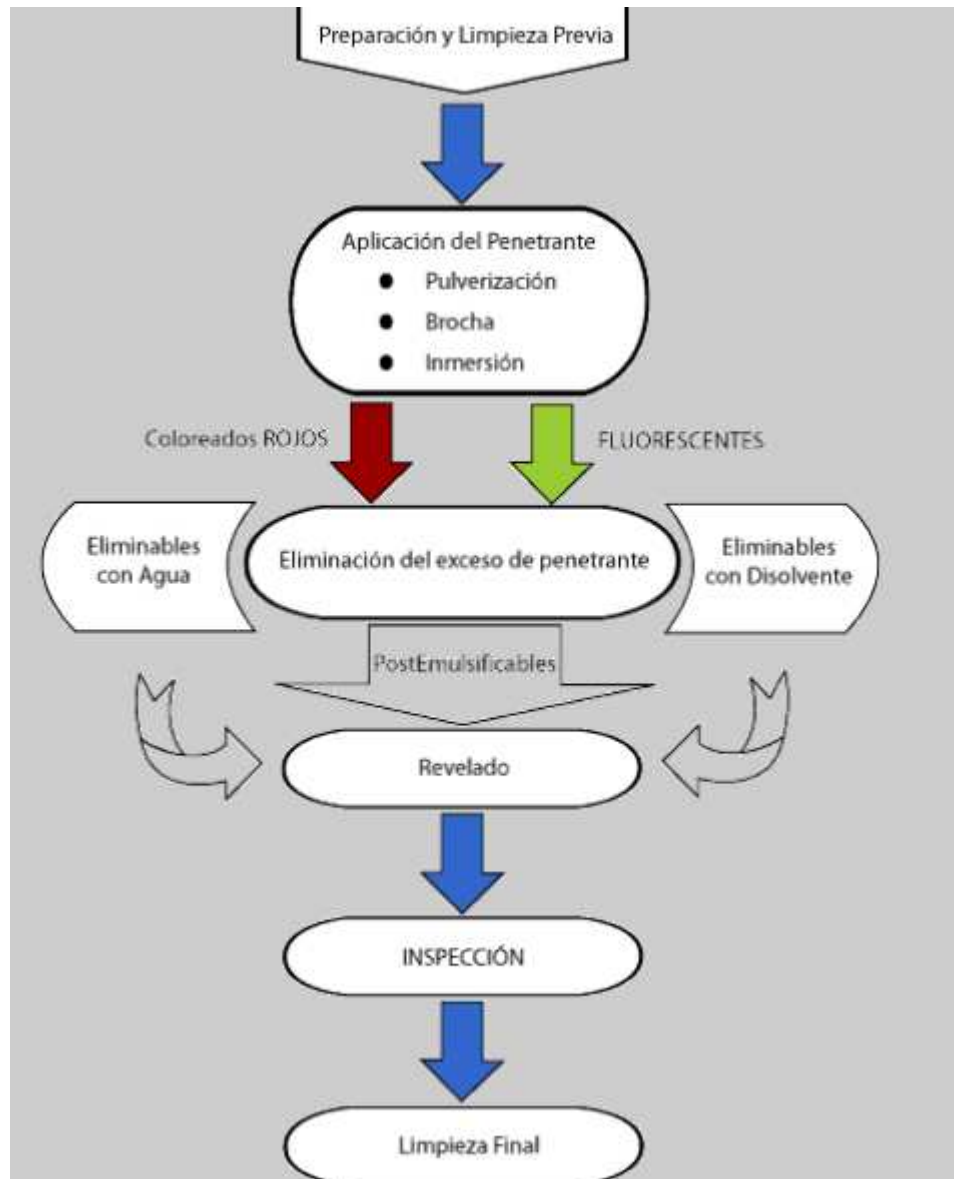 Preparación y Limpieza Previa
Aplicación del Penetrante
● Pulverización
● Brocha
● Inmersión
Coloreados ROJOS
FLUORESCENTES
Eliminables
con Agua
Eliminación del exceso de penetrante
Eliminables
con Disolvente
PostEmulsificables
Revelado
INSPECCIÓN
Limpieza Final